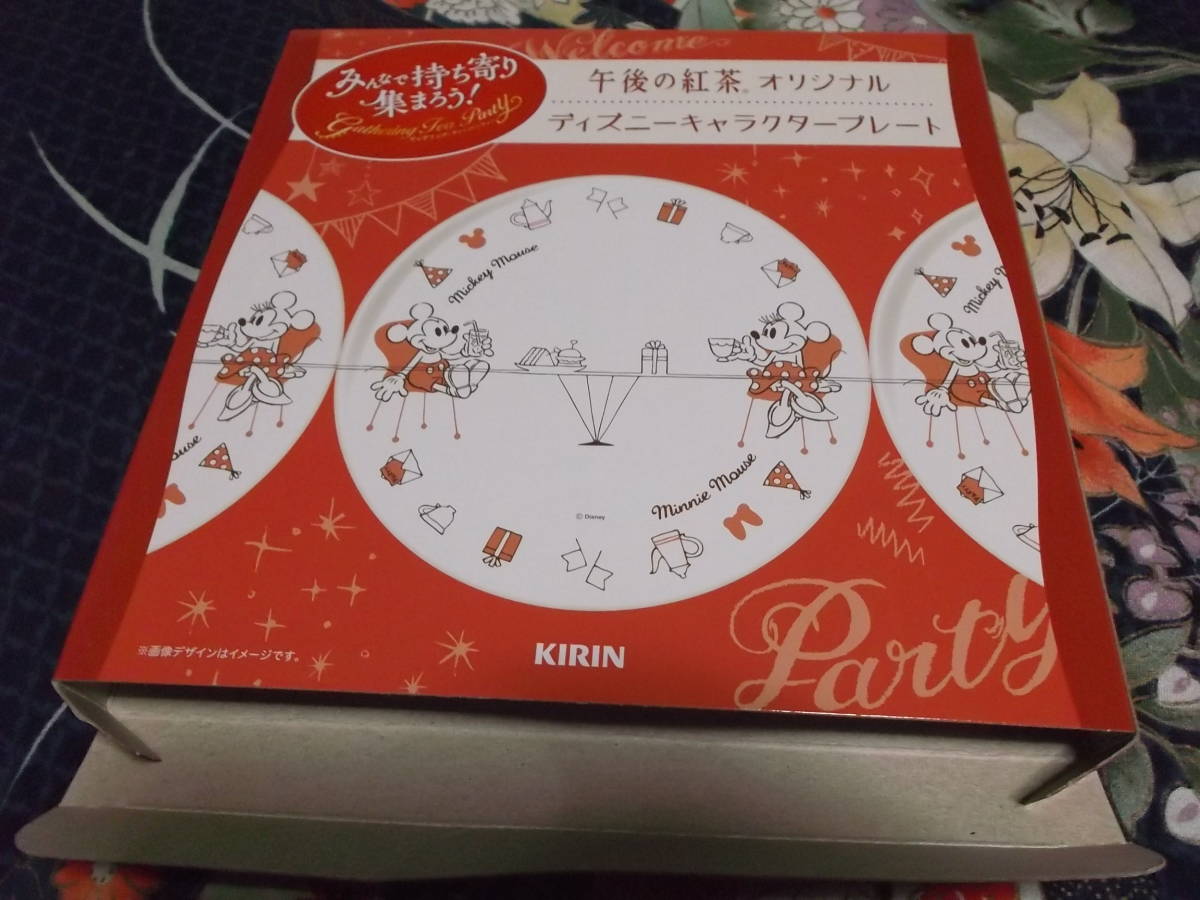 Welcome
みんなで持ち寄り
集まろう!
Gathering Tea Party
午後の紅茶® オリジナル
ディズニーキャラクタープレート
Mickey Mouse
Minnie Mouse
© Disney
ouse
Mickey M
Party
※画像デザインはイメージです。
KIRIN